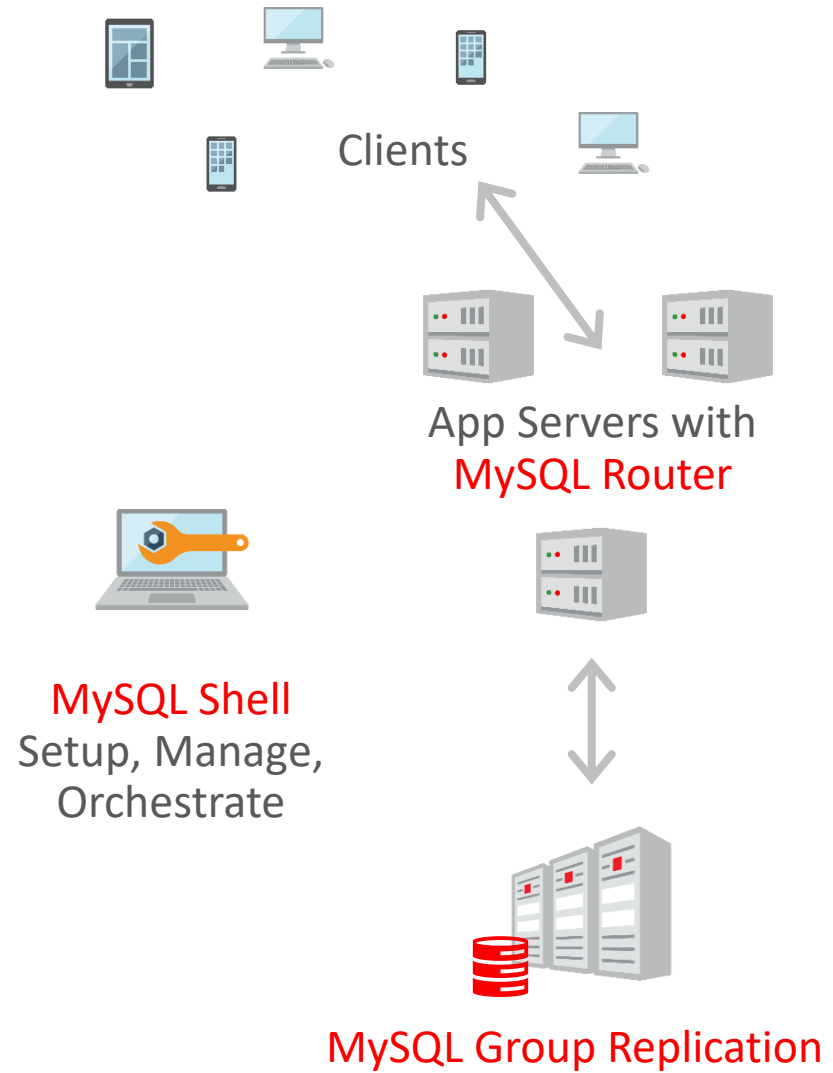 Clients
App Servers with
MySQL Router
MySQL Shell
Setup, Manage,
Orchestrate
MySQL Group Replication